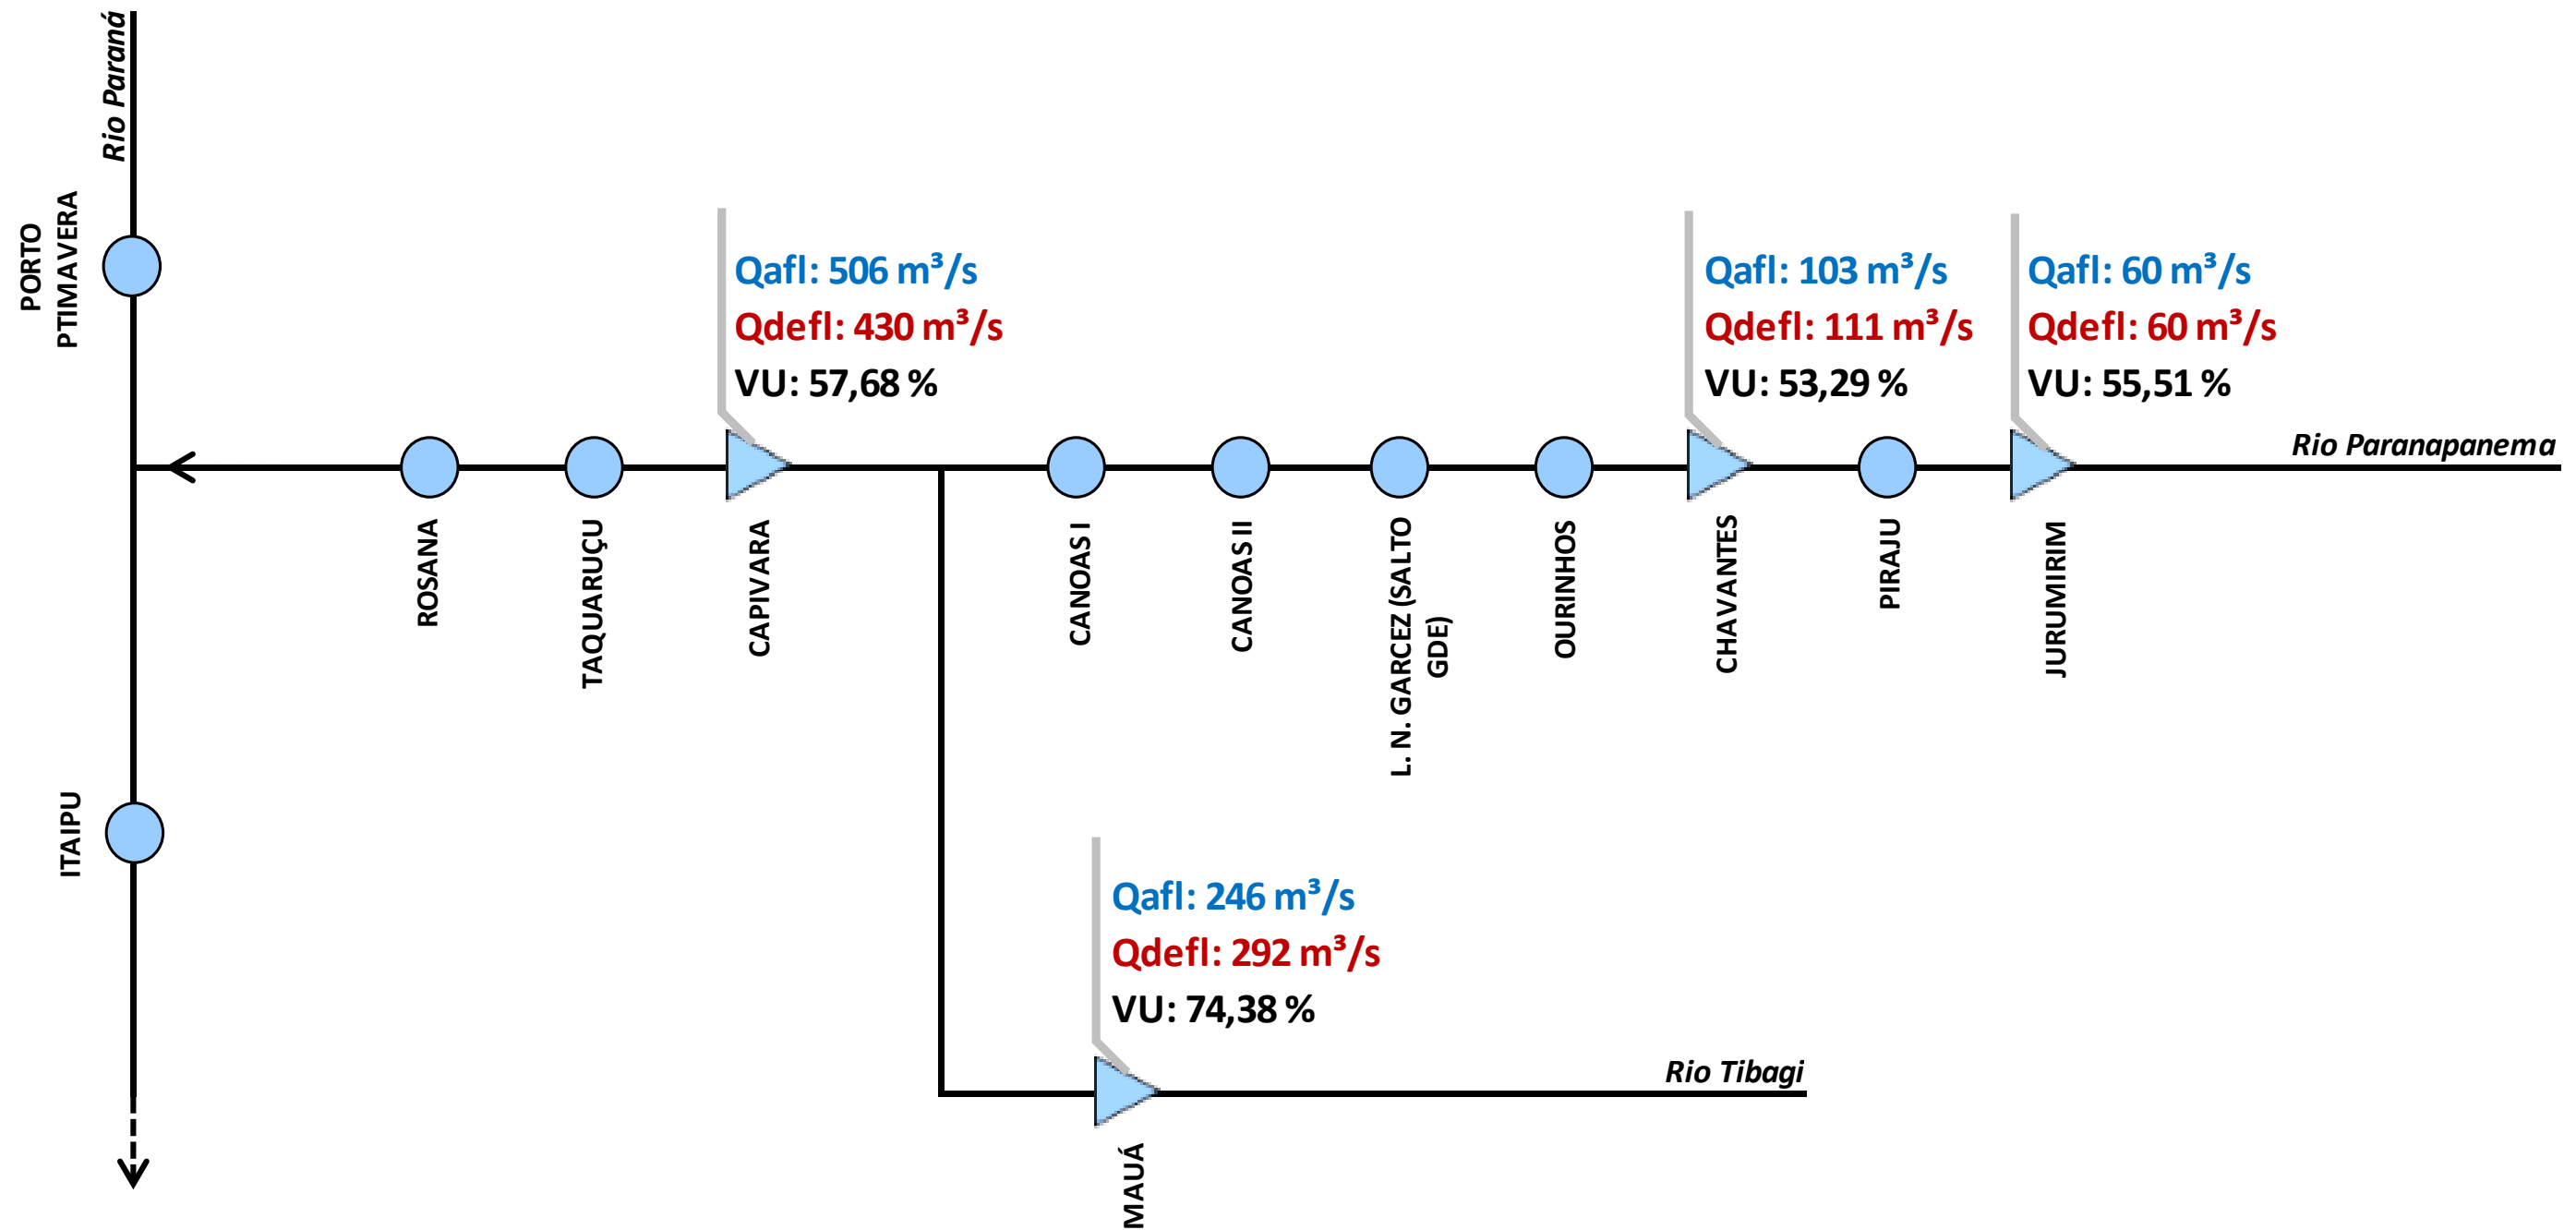 Rio Paraná
PORTO
PTIMAVERA
Qafl: 506 m³/s
Qdefl: 430 m³/s
VU: 57,68 %
Qafl: 103 m³/s
Qdefl: 111 m³/s
VU: 53,29 %
Qafl: 60 m³/s
Qdefl: 60 m³/s
VU: 55,51 %
Rio Paranapanema
ROSANA
TAQUARUÇU
CAPIVARA
CANOAS I
CANOAS II
L. N. GARCEZ (SALTO
GDE)
OURINHOS
CHAVANTES
PIRAJU
JURUMIRIM
ITAIPU
Qafl: 246 m³/s
Qdefl: 292 m³/s
VU: 74,38 %
Rio Tibagi
MAUÁ